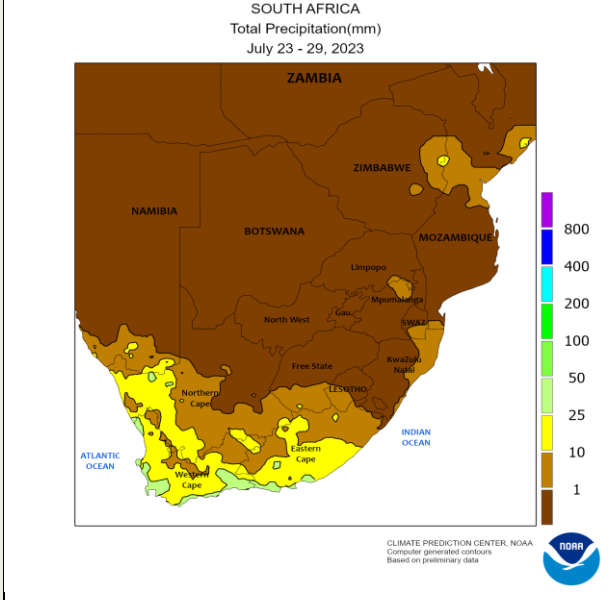 SOUTH AFRICA
Total Precipitation(mm)
July 23 - 29, 2023
ZAMBIA
ZIMBABWE
NAMIBIA
BOTSWANA
MOZAMBIQUE
Limpopo
Mpumalanga
North West
Gau.
SWAZ.
Free State
KwaZulu
Natal
LESOTHO
Northern
Cape
INDIAN
OCEAN
ATLANTIC
OCEAN
Eastern
Cape
Western
Cape
800
400
200
100
50
25
10
1
CLIMATE PREDICTION CENTER, NOAA
Computer generated contours
Based on preliminary data
NOAA